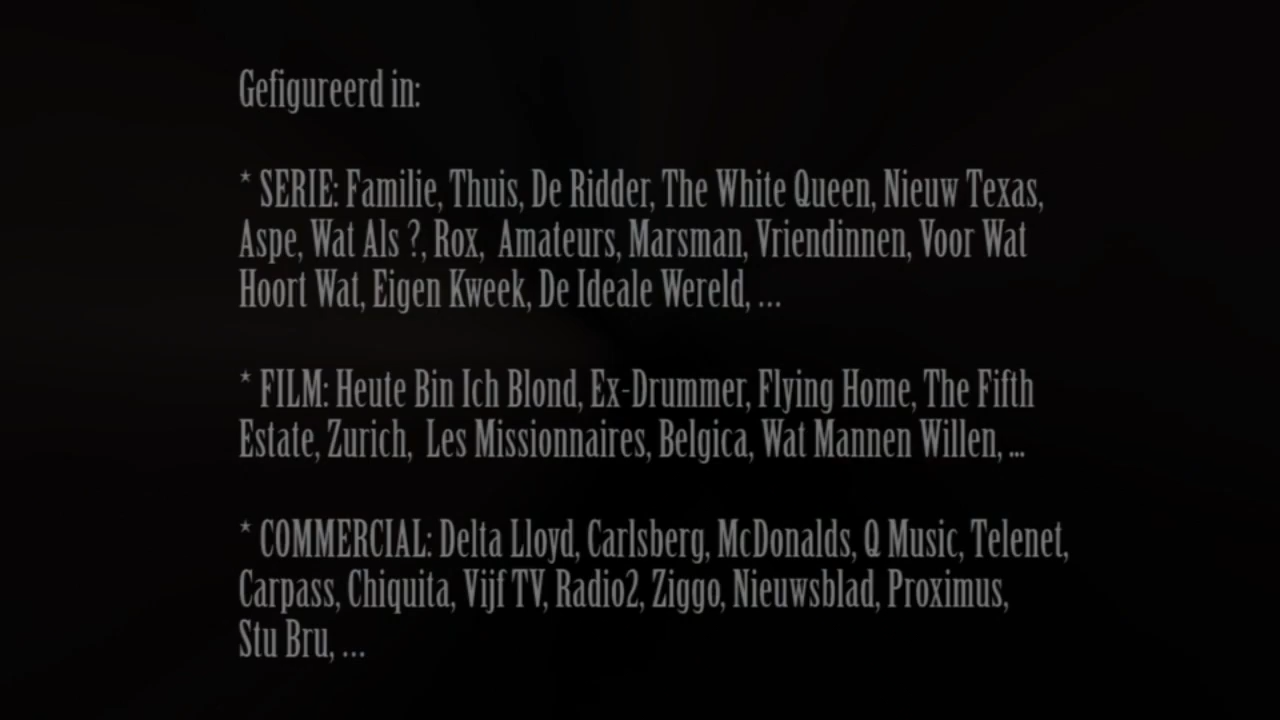 Gefigureerd in:
* SERIE: Familie, Thuis, De Ridder, The White Queen, Nieuw Texas,
Aspe, Wat Als ?, Rox, Amateurs, Marsman, Vriendinnen, Voor Wat
Hoort Wat, Eigen Kweek, De Ideale Wereld, ...
* FILM: Heute Bin Ich Blond, Ex-Drummer, Flying Home, The Fifth
Estate, Zurich, Les Missionnaires, Belgica, Wat Mannen Willen, ...
* COMMERCIAL: Delta Lloyd, Carlsberg, McDonalds, Q Music, Telenet,
Carpass, Chiquita, Vijf TV, Radio2, Ziggo, Nieuwsblad, Proximus,
Stu Bru, ...